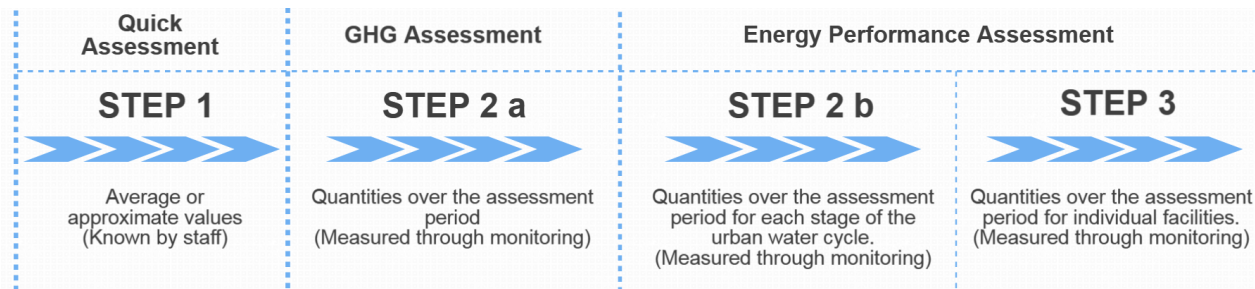 Quick
Assessment
GHG Assessment
Energy Performance Assessment
STEP 1
STEP 2 a
STEP 2 b
STEP 3
Average or
approximate values
(Known by staff)
Quantities over the assessment
period
(Measured through monitoring)
Quantities over the assessment
period for each stage of the
urban water cycle.
(Measured through monitoring)
Quantities over the assessment
period for individual facilities.
(Measured through monitoring)